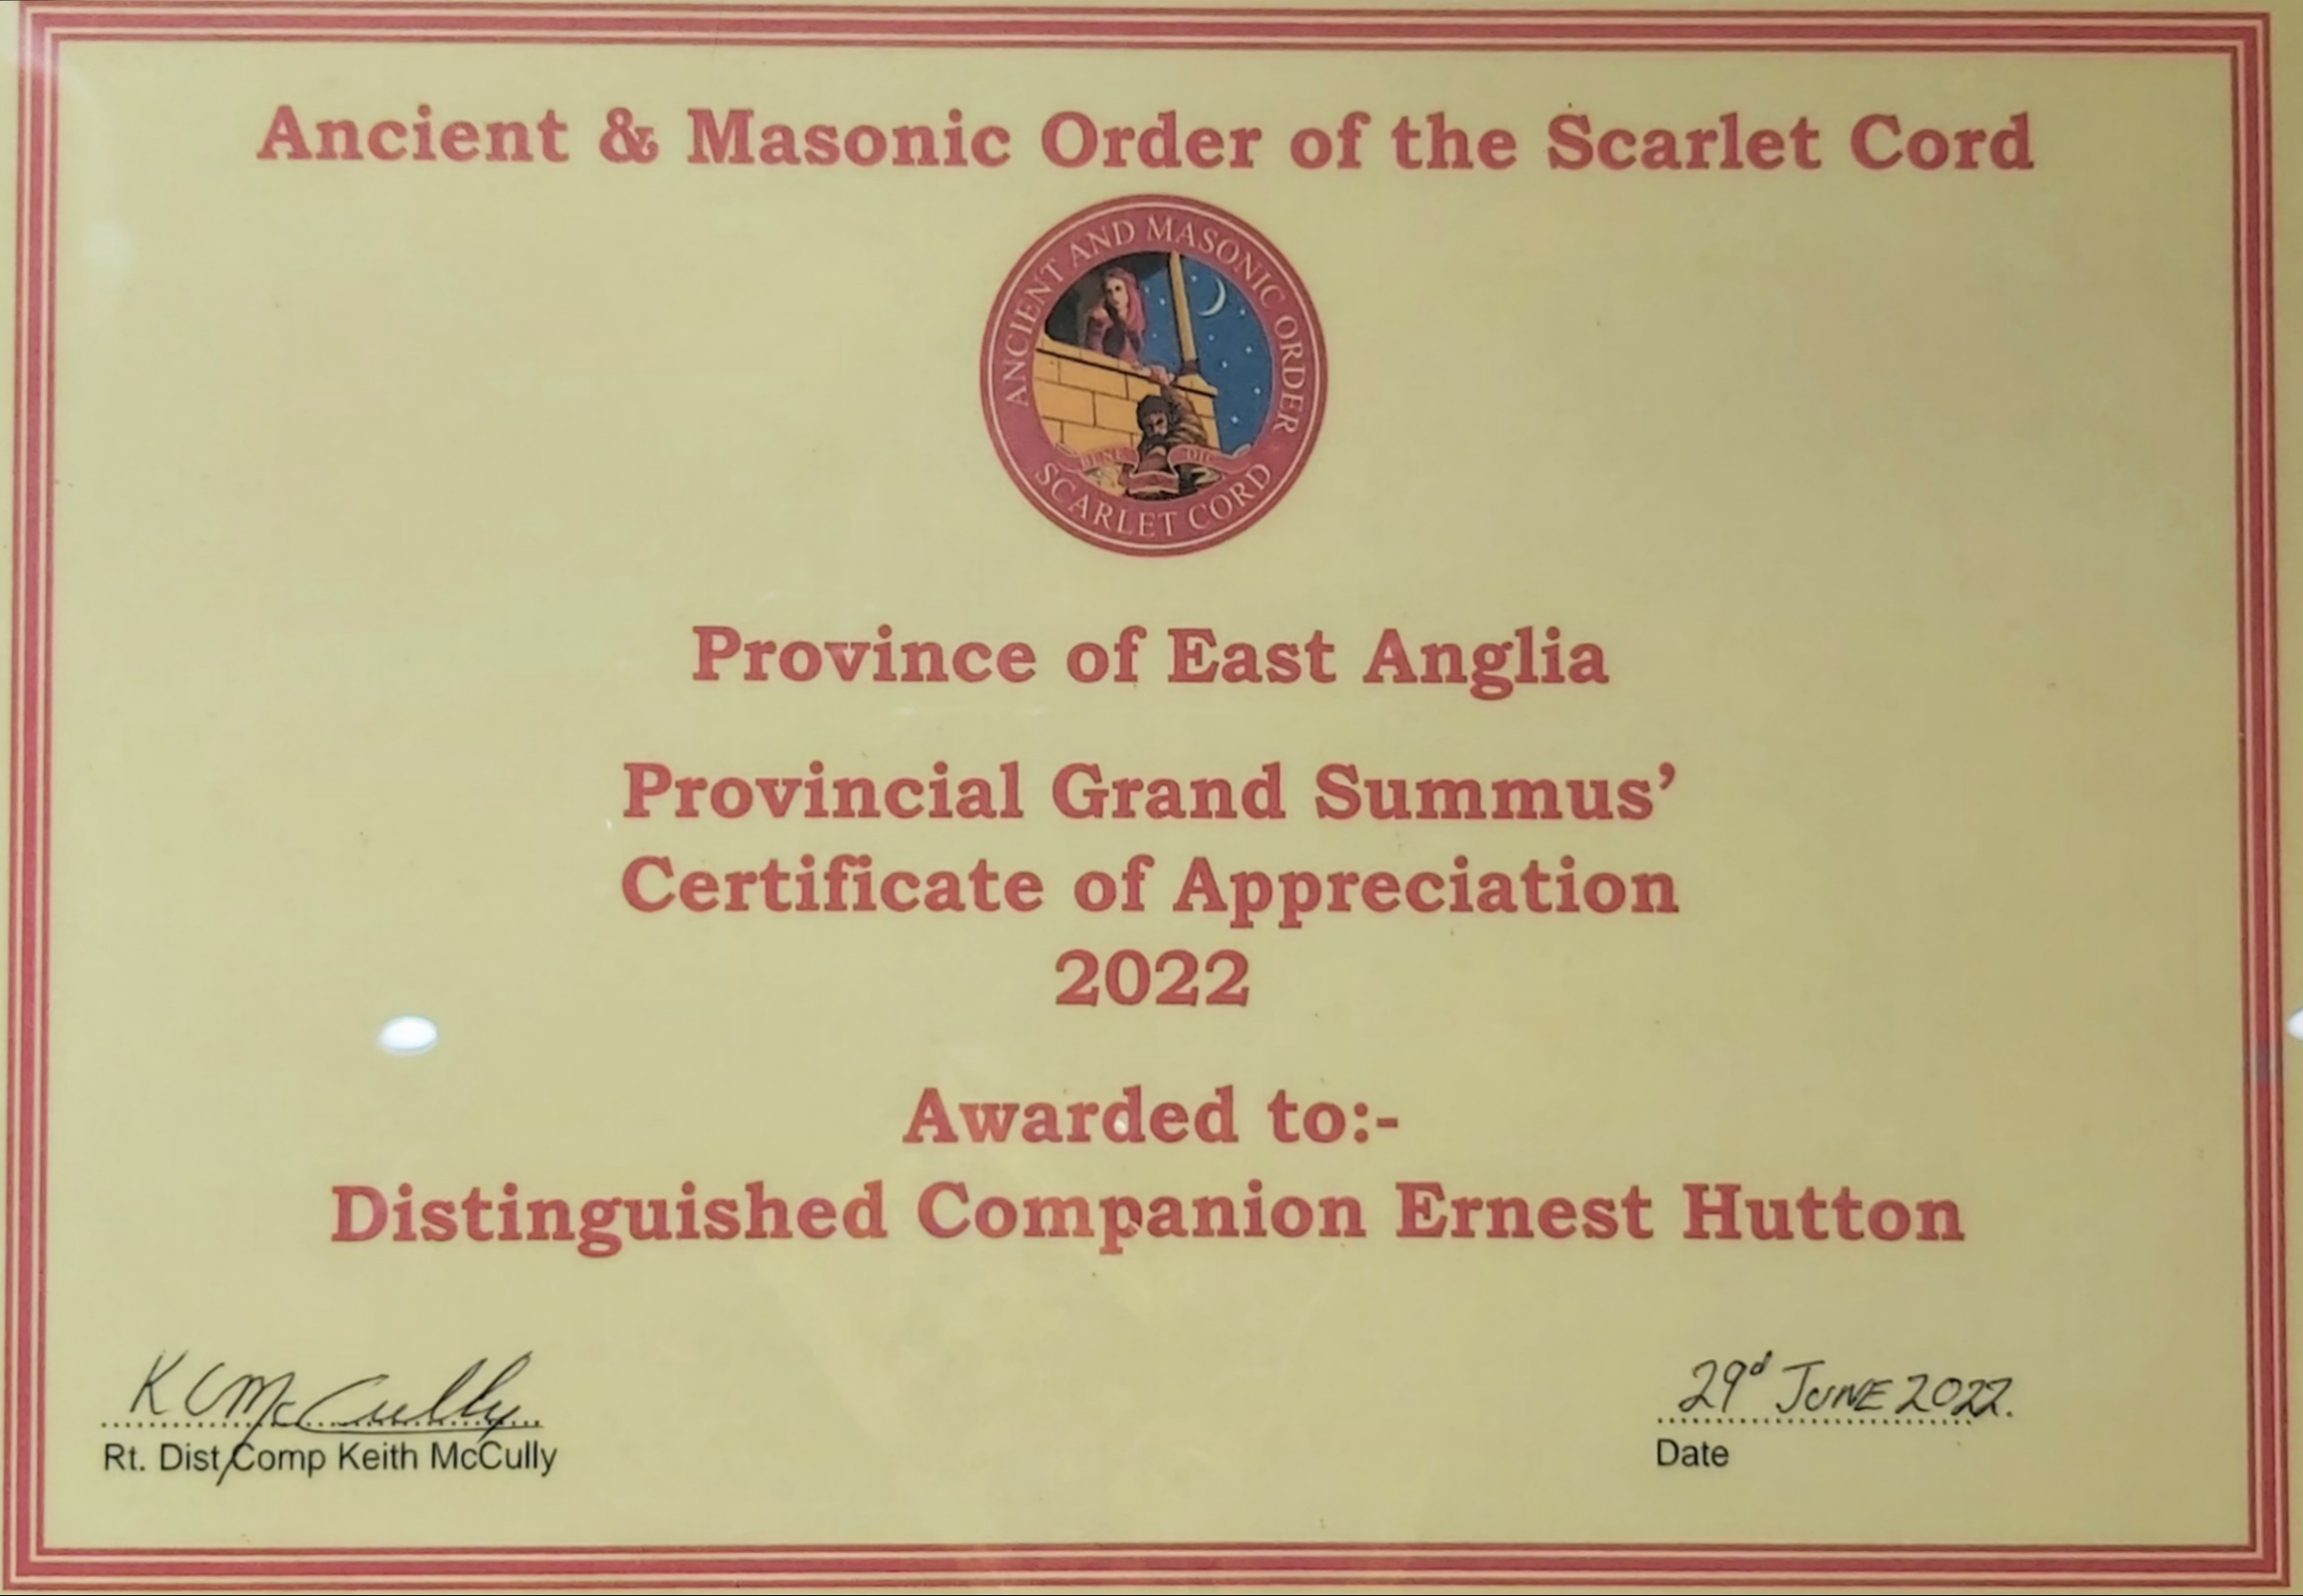 Ancient & Masonic Order of the Scarlet Cord
ANCIENT AND MASONIC ORDER
SCARLET CORD
Province of East Anglia
Provincial Grand Summus’
Certificate of Appreciation
2022
Awarded to:-
Distinguished Companion Ernest Hutton
K C McCully
29d JUNE 2022.
Rt. Dist Comp Keith McCully
Date